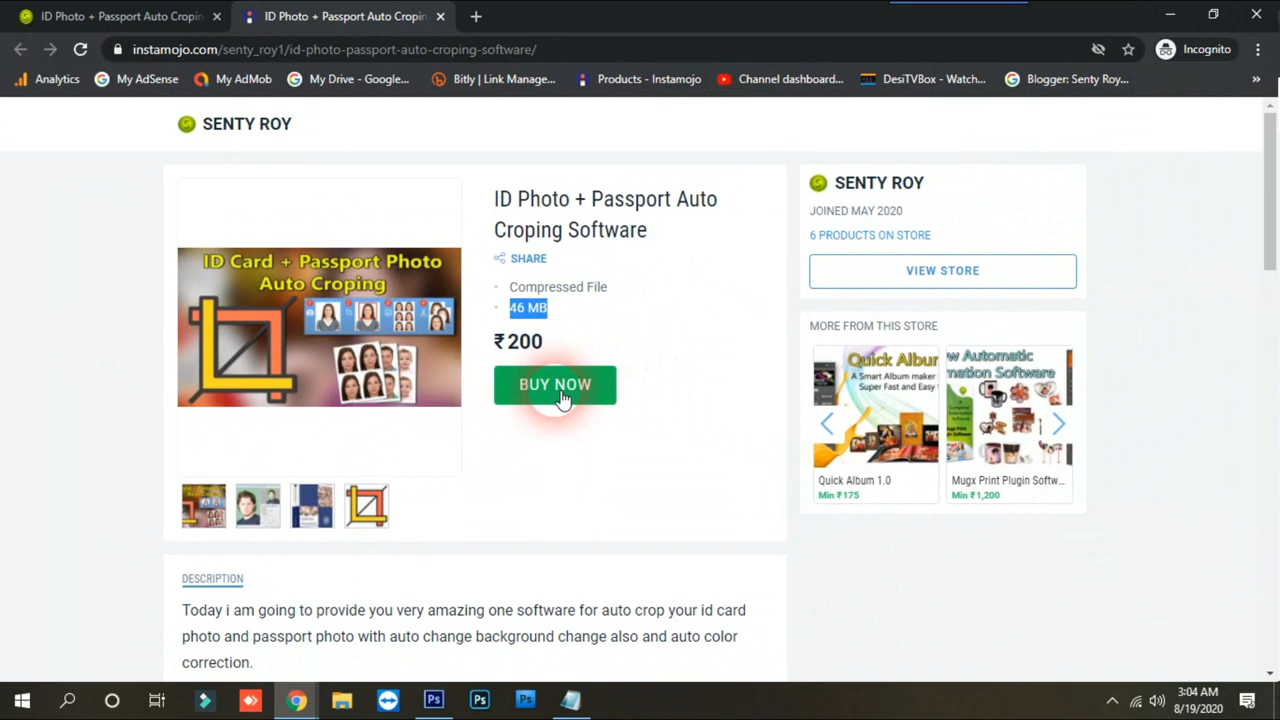 ID Photo + Passport Auto Cropin
ID Photo + Passport Auto Cropin
instamojo.com/senty_roy1/id-photo-passport-auto-croping-software/
Incognito
Analytics
My AdSense
My AdMob
My Drive - Google...
Bitly | Link Manage...
Products - Instamojo
Channel dashboard...
DesiTVBox - Watch...
Blogger: Senty Roy...
SENTY ROY
ID Card + Passport Photo
Auto Croping
ID Photo + Passport Auto
Croping Software
SHARE
Compressed File
46 MB
₹200
BUY NOW
DESCRIPTION
Today i am going to provide you very amazing one software for auto crop your id card
photo and passport photo with auto change background change also and auto color
correction.
SENTY ROY
JOINED MAY 2020
6 PRODUCTS ON STORE
VIEW STORE
MORE FROM THIS STORE
Quick Album
A Smart Album maker
Super Fast and Easy
Quick Album 1.0
Min ₹175
w Automatic
mation Software
Mugx Print Plugin Softw...
Min ₹1,200
Ps
Ps
Ps
3:04 AM
8/19/2020